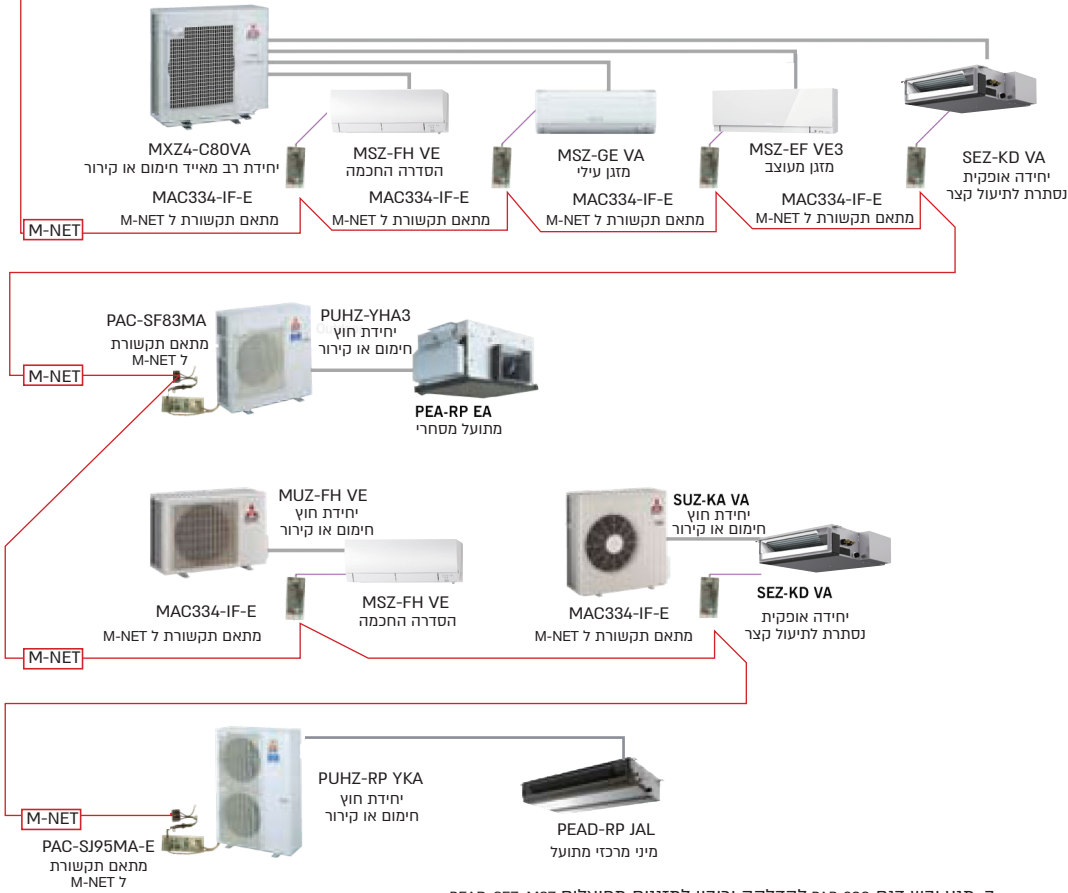 MXZ4-C80VA
יחידת רב מאייד חימום או קירור
MSZ-FH VE
הסדרה החכמה
MSZ-GE VA
מזגן עילי
MSZ-EF VE3
מזגן מעוצב
SEZ-KD VA
יחידה אופקית
נסתרת לתיעול קצר
MAC334-IF-E
מתאם תקשורת ל M-NET
MAC334-IF-E
מתאם תקשורת ל M-NET
MAC334-IF-E
מתאם תקשורת ל M-NET
MAC334-IF-E
מתאם תקשורת ל M-NET
M-NET
PAC-SF83MA
מתאם תקשורת
ל M-NET
PUHZ-YHA3
יחידת חוץ
חימום או קירור
M-NET
PEA-RP EA
מתועל מסחרי
MUZ-FH VE
יחידת חוץ
חימום או קירור
SUZ-KA VA
יחידת חוץ
חימום או קירור
MAC334-IF-E
מתאם תקשורת ל M-NET
MSZ-FH VE
הסדרה החכמה
MAC334-IF-E
מתאם תקשורת ל M-NET
SEZ-KD VA
יחידה אופקית
נסתרת לתיעול קצר
M-NET
PUHZ-RP YKA
יחידת חוץ
חימום או קירור
M-NET
PAC-SJ95MA-E
מתאם תקשורת
ל M-NET
PEAD-RP JAL
מיני מרכזי מתועל